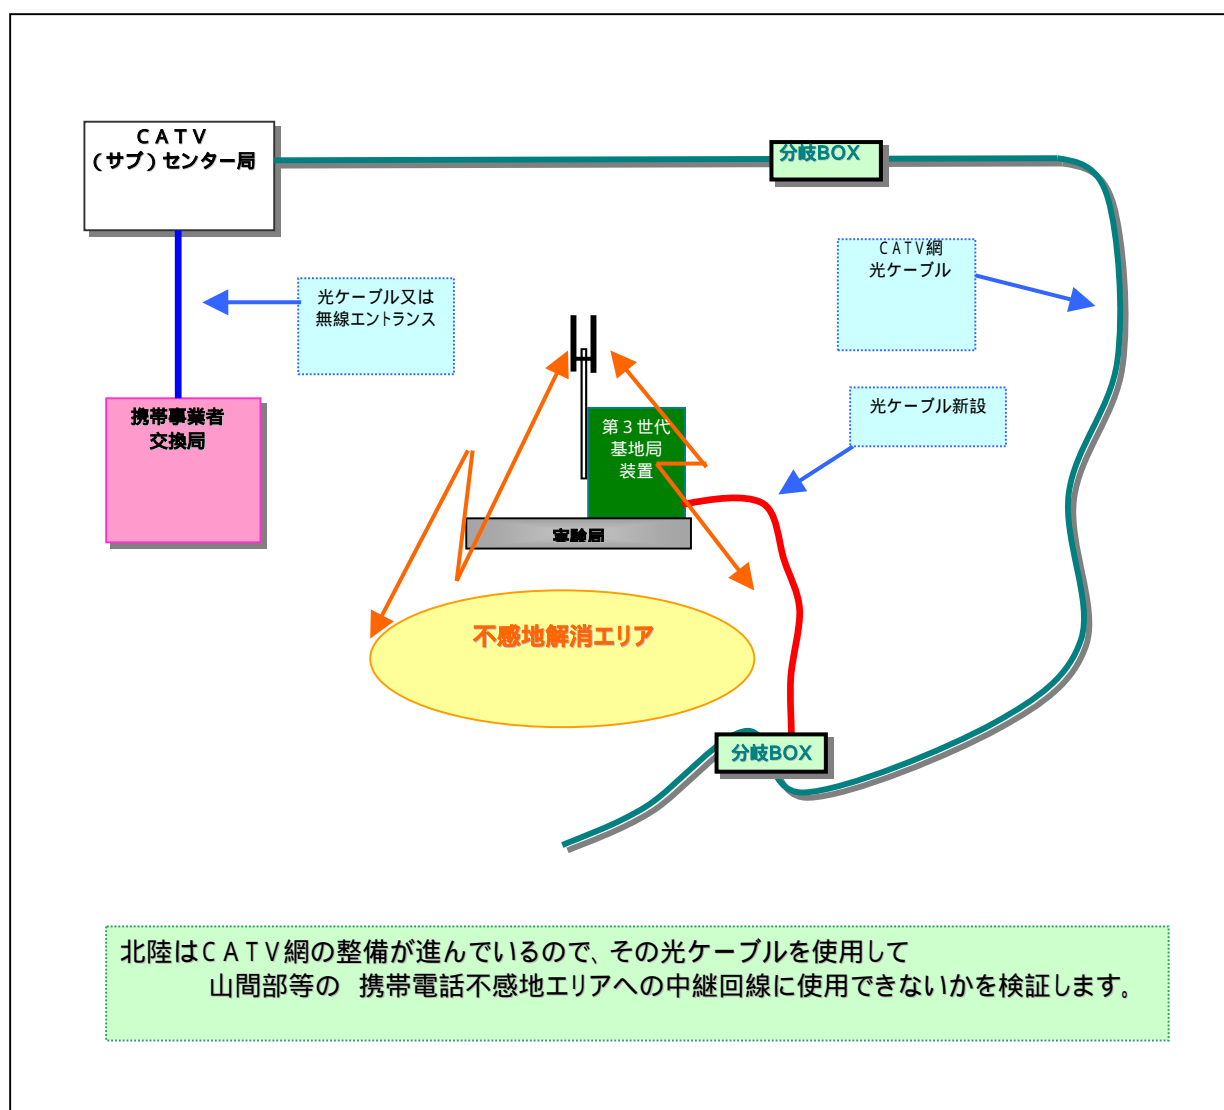 ＣＡＴＶ
（サブ）センター局
分岐BOX
ＣＡＴＶ網
光ケーブル
光ケーブル又は
無線エントランス
光ケーブル新設
携帯事業者
交換局
第３世代
基地局
装置
実験局
不感地解消エリア
分岐BOX
北陸はＣＡＴＶ網の整備が進んでいるので、その光ケーブルを使用して
山間部等の　携帯電話不感地エリアへの中継回線に使用できないかを検証します。